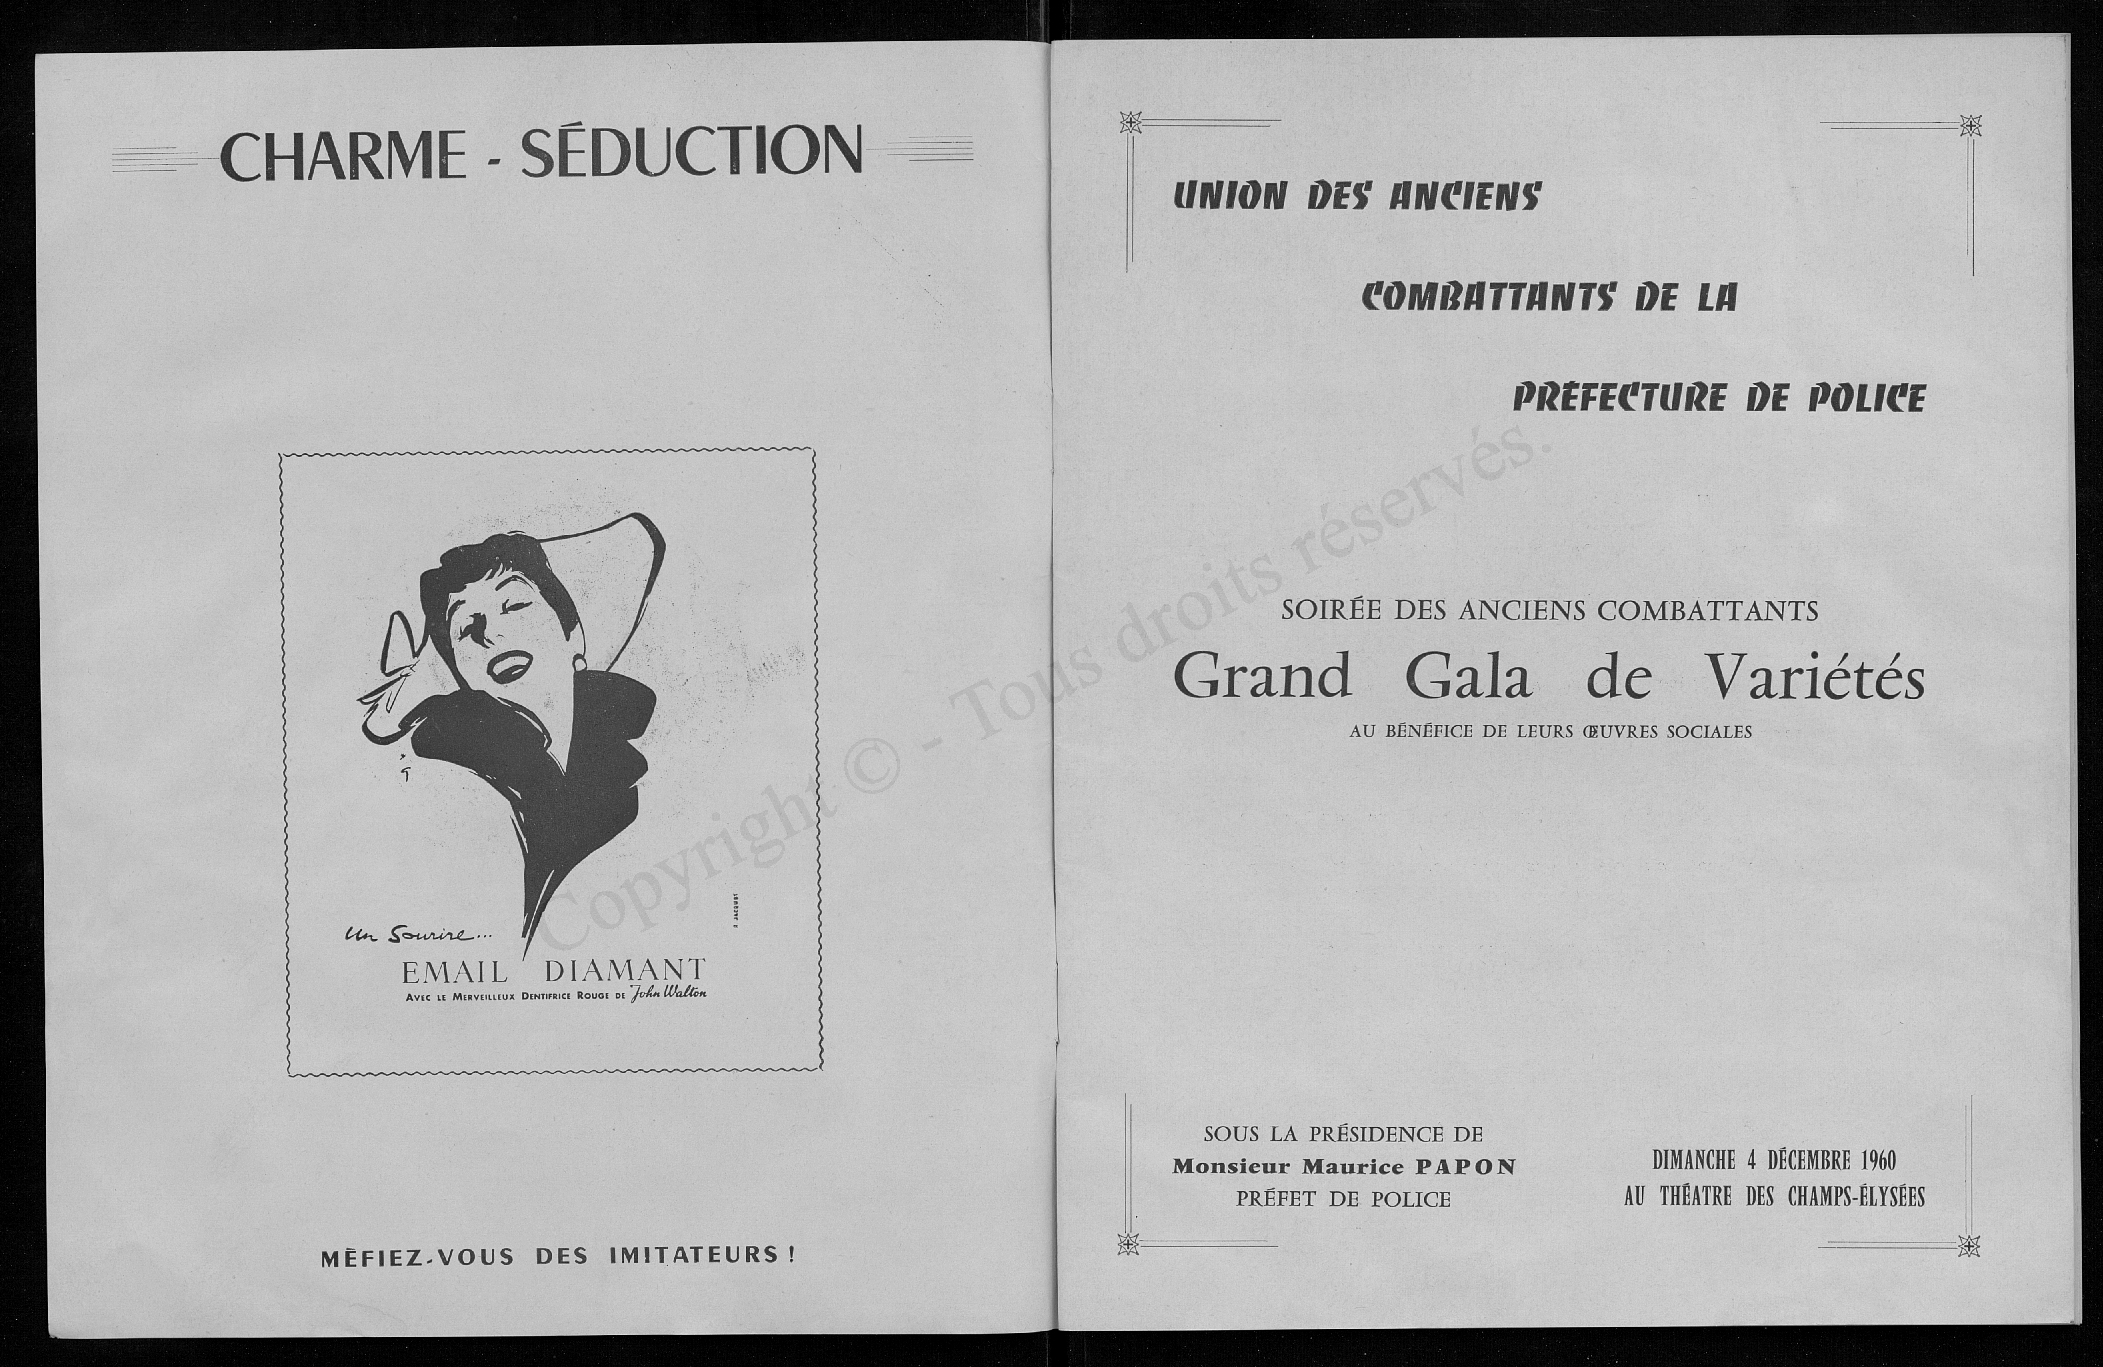 CHARME - SÉDUCTION
Un Sourire...
EMAIL DIAMANT
AVEC LE MERVEILLEUX DENTIFRICE ROUGE DE John Walton
MÉFIEZ-VOUS DES IMITATEURS !
UNION DES ANCIENS
COMBATTANTS DE LA
PRÉFECTURE DE POLICE
SOIRÉE DES ANCIENS COMBATTANTS
Grand Gala de Variétés
AU BÉNÉFICE DE LEURS ŒUVRES SOCIALES
SOUS LA PRÉSIDENCE DE
Monsieur Maurice PAPON
PRÉFET DE POLICE
DIMANCHE 4 DÉCEMBRE 1960
AU THÉATRE DES CHAMPS-ÉLYSÉES
Copyright © - Tous droits réservés.